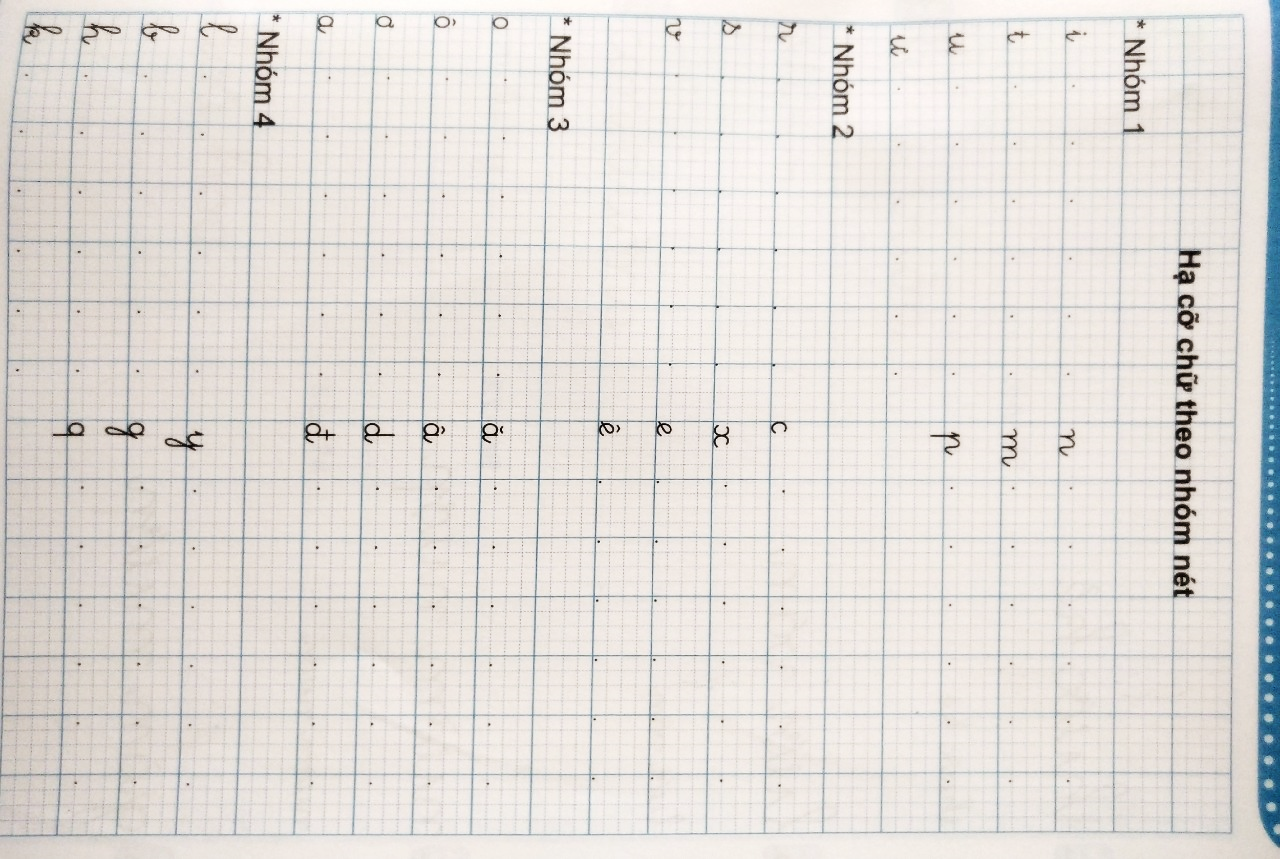 Hạ cỡ chữ theo nhóm nét
* Nhóm 1
i n
t m
u p
ư
* Nhóm 2
r c
s x
v e
ê
* Nhóm 3
o ă
ô â
ơ d
a đ
* Nhóm 4
l y
b g
h q
k